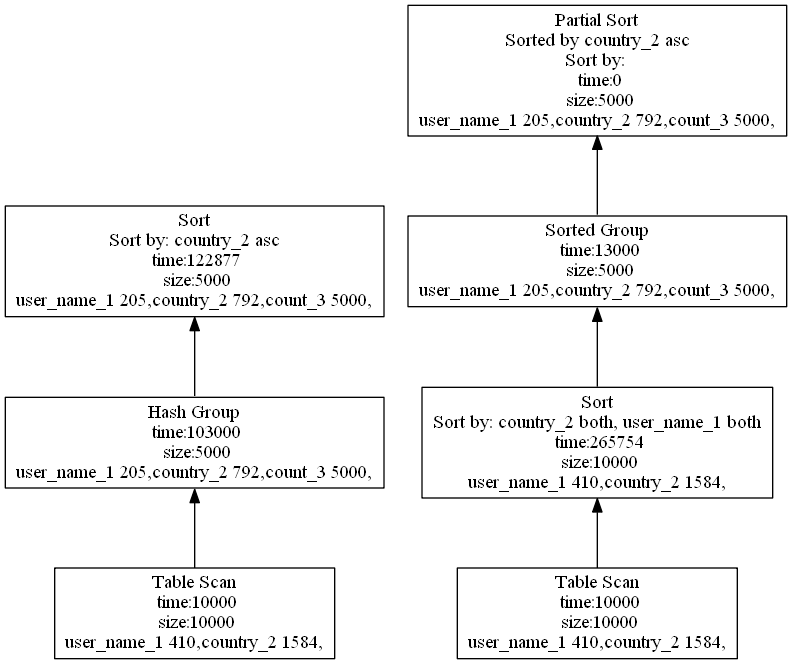 Partial Sort
Sorted by country_2 asc
Sort by:
time:0
size:5000
user_name_1 205,country_2 792,count_3 5000,
Sort
Sort by: country_2 asc
time:122877
size:5000
user_name_1 205,country_2 792,count_3 5000,
Sorted Group
time:13000
size:5000
user_name_1 205,country_2 792,count_3 5000,
Hash Group
time:103000
size:5000
user_name_1 205,country_2 792,count_3 5000,
Sort
Sort by: country_2 both, user_name_1 both
time:265754
size:10000
user_name_1 410,country_2 1584,
Table Scan
time:10000
size:10000
user_name_1 410,country_2 1584,
Table Scan
time:10000
size:10000
user_name_1 410,country_2 1584,